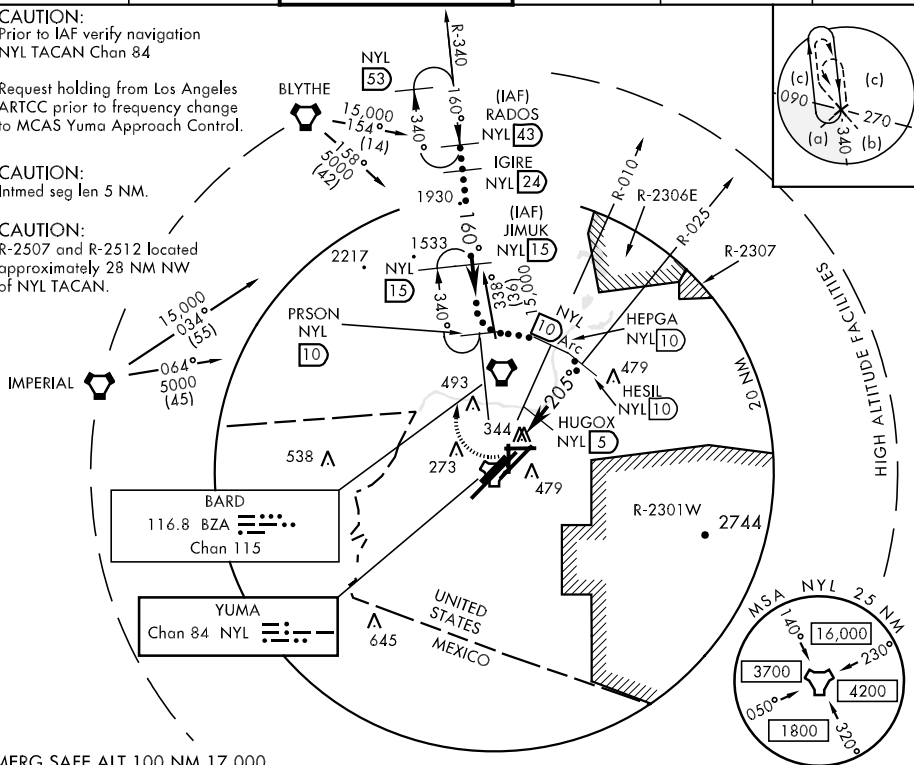 CAUTION:
Prior to IAF verify navigation
NYL TACAN Chan 84
Request holding from Los Angeles
ARTCC prior to frequency change
to MCAS Yuma Approach Control.
CAUTION:
Intmed seg len 5 NM.
CAUTION:
R-2507 and R-2512 located
approximately 28 NM NW
of NYL TACAN.
BLYTHE
15,000
154°
(14)
158°
5000
(42)
NYL
53
R-340
340°
160°
(IAF)
RADOS
NYL 43
IGIRE
NYL 24
1930
160°
(IAF)
JIMUK
NYL 15
1533
2217
NYL
15
340°
338°
(36)
15,000
PRSON
NYL
10
NYL
10
Arc
HEPGA
NYL 10
R-010
R-025
R-2306E
R-2307
479
HESIL
NYL 10
205°
HUGOX
NYL 5
20 NM
HIGH ALTITUDE FACILITIES
15,000
034°
(55)
IMPERIAL
064°
5000
(45)
493
344
273
479
538
R-2301W
2744
BARD
116.8 BZA
Chan 115
YUMA
Chan 84 NYL
645
UNITED
STATES
MEXICO
(c)
(c)
090
270
(a)
(b)
340
MSA NYL 25 NM
140°
16,000
230°
3700
4200
050°
1800
320°
MERG SAFE ALT 100 NM 17,000